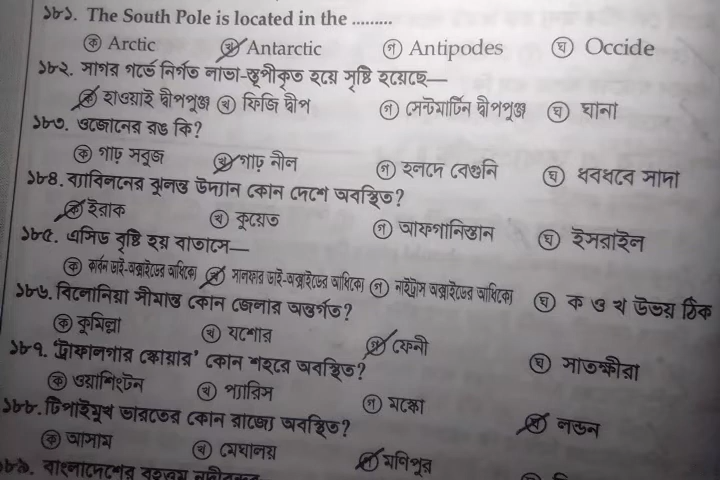 ১৮১. The South Pole is located in the .........
ক Arctic খ Antarctic গ Antipodes ঘ Occide
১৮২. সাগর গর্ভে নির্গত লাভা-স্তূপীকৃত হয়ে সৃষ্টি হয়েছে—
ক হাওয়াই দ্বীপপুঞ্জ খ ফিজি দ্বীপ গ সেন্টমার্টিন দ্বীপপুঞ্জ ঘ ঘানা
১৮৩. ওজোনের রঙ কি?
ক গাঢ় সবুজ খ গাঢ় নীল গ হলদে বেগুনি ঘ ধবধবে সাদা
১৮৪. ব্যাবিলনের ঝুলন্ত উদ্যান কোন দেশে অবস্থিত?
ক ইরাক খ কুয়েত গ আফগানিস্তান ঘ ইসরাইল
১৮৫. এসিড বৃষ্টি হয় বাতাসে—
ক কার্বন ডাই-অক্সাইডের আধিক্যে খ সালফার ডাই-অক্সাইডের আধিক্যে গ নাইট্রাস অক্সাইডের আধিক্যে ঘ ক ও খ উভয় ঠিক
১৮৬. বিলোনিয়া সীমান্ত কোন জেলার অন্তর্গত?
ক কুমিল্লা খ যশোর গ ফেনী ঘ সাতক্ষীরা
১৮৭. 'ট্রাফালগার স্কোয়ার' কোন শহরে অবস্থিত?
ক ওয়াশিংটন খ প্যারিস গ মস্কো ঘ লন্ডন
১৮৮. টিপাইমুখ ভারতের কোন রাজ্যে অবস্থিত?
ক আসাম খ মেঘালয় গ মণিপুর
১৮৯. বাংলাদেশের বৃহত্তম